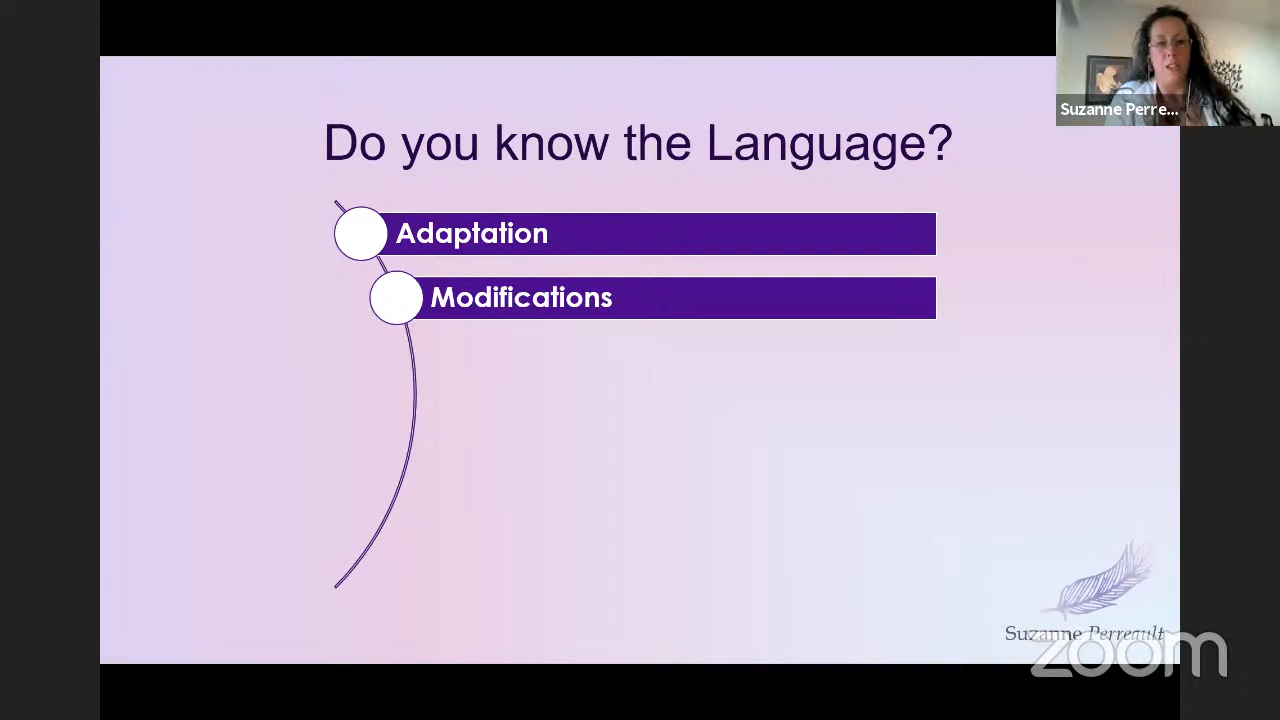 Suzanne Perre...
Do you know the Language?
Adaptation
Modifications
Suzanne Perreault
zoom